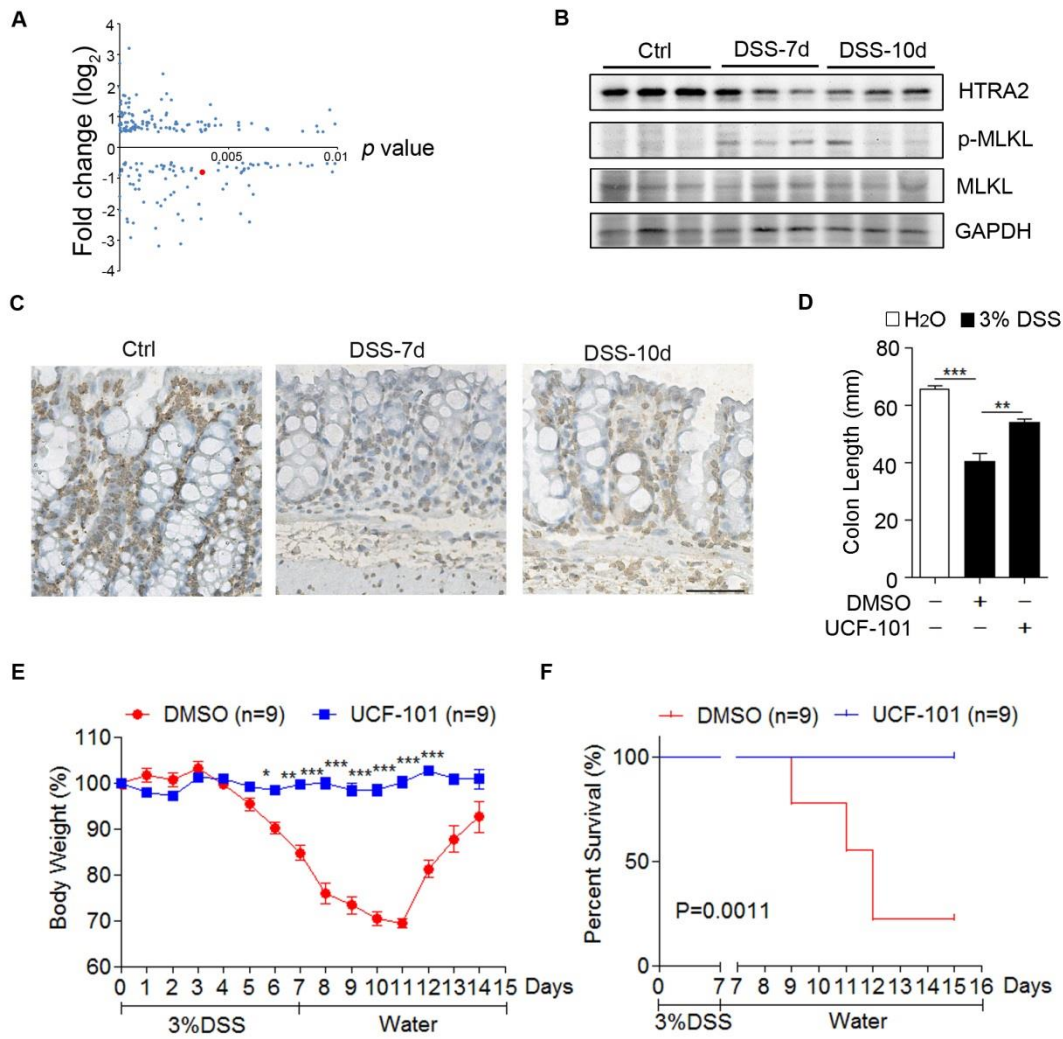 A
Fold change (log2)
4
3
2
1
0
-1
-2
-3
-4
0.005
0.01
p value
B
Ctrl DSS-7d DSS-10d
HTRA2
p-MLKL
MLKL
GAPDH
C
Ctrl DSS-7d DSS-10d
D
H2O 3% DSS
Colon Length (mm)
80
60
40
20
0
***
**
DMSO − + −
UCF-101 − − +
E
DMSO (n=9) UCF-101 (n=9)
Body Weight (%)
110
100
90
80
70
60
* ** *** *** *** *** *** ***
0 1 2 3 4 5 6 7 8 9 10 11 12 13 14 15 Days
3%DSS Water
F
DMSO (n=9) UCF-101 (n=9)
Percent Survival (%)
100
50
0
P=0.0011
0 7 7 8 9 10 11 12 13 14 15 16 Days
3%DSS Water